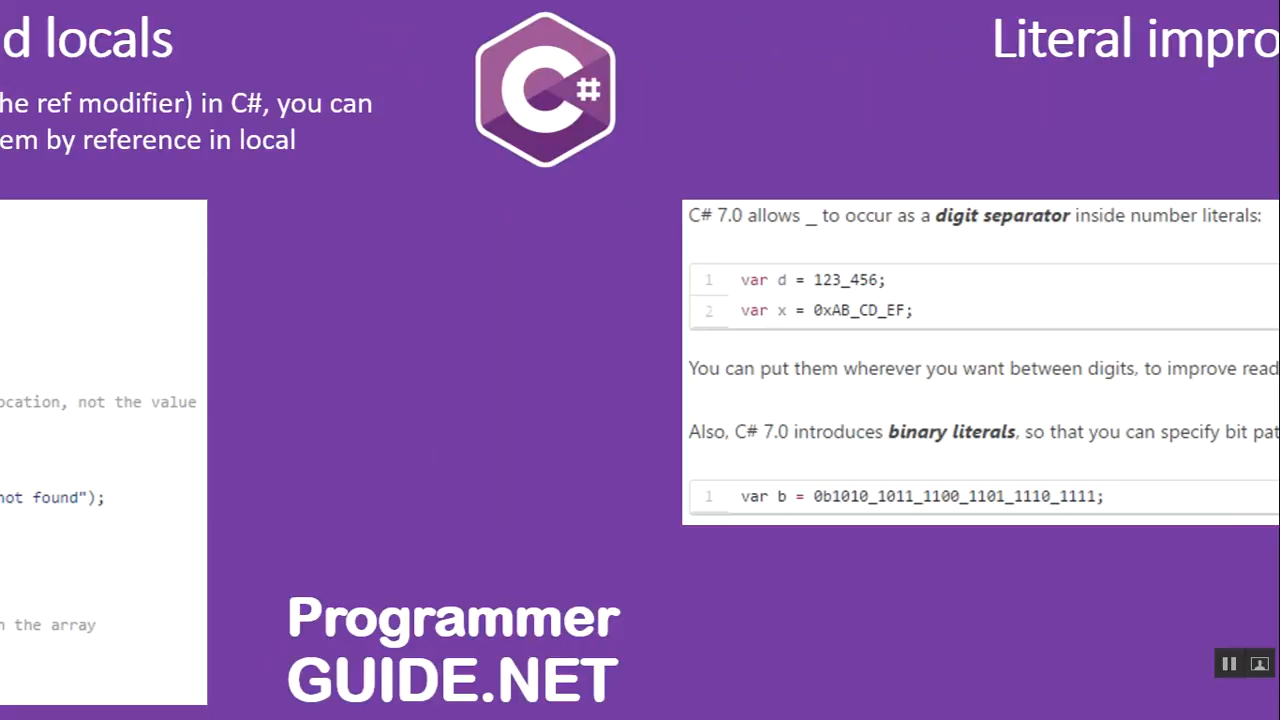 d locals
he ref modifier) in C#, you can
em by reference in local
ocation, not the value
not found");
n the array
C#
Programmer
GUIDE.NET
Literal impro
C# 7.0 allows _ to occur as a digit separator inside number literals:
1 var d = 123_456;
2 var x = 0xAB_CD_EF;
You can put them wherever you want between digits, to improve read
Also, C# 7.0 introduces binary literals, so that you can specify bit pat
1 var b = 0b1010_1011_1100_1101_1110_1111;